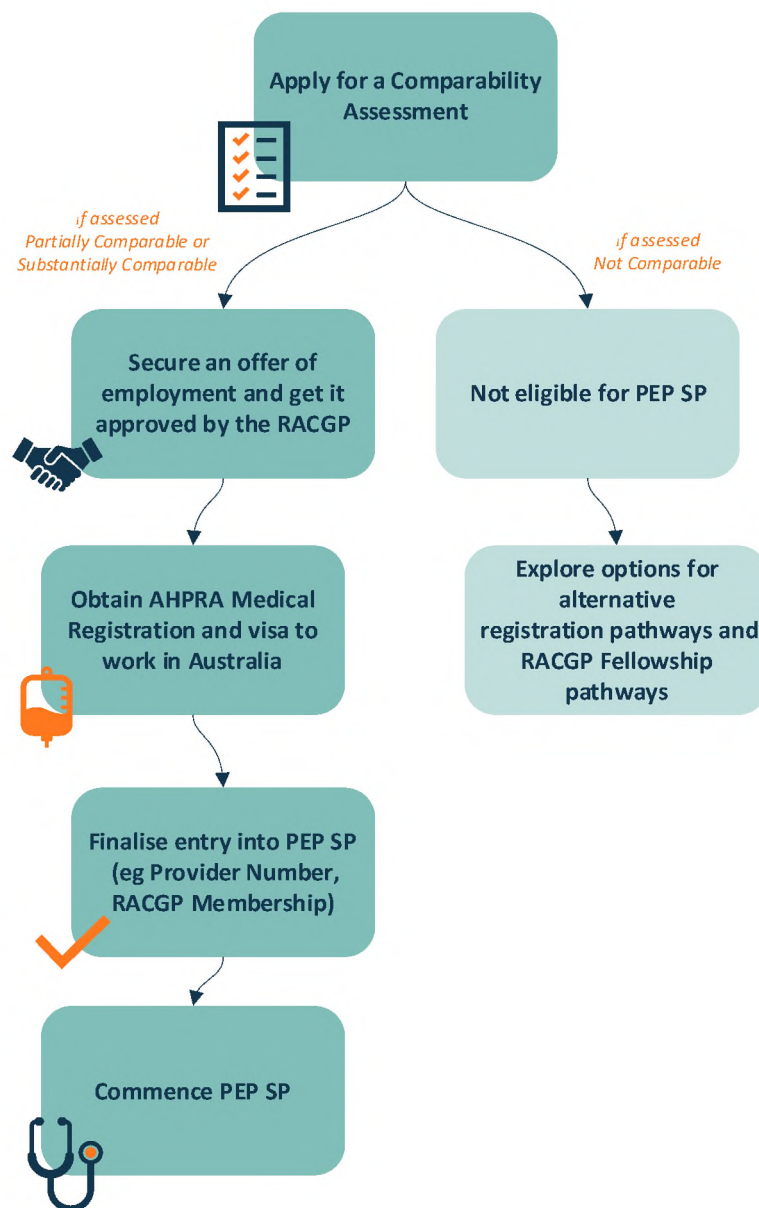 Apply for a Comparability
Assessment
If assessed
Partially Comparable or
Substantially Comparable
If assessed
Not Comparable
Secure an offer of
employment and get it
approved by the RACGP
Not eligible for PEP SP
Obtain AHPRA Medical
Registration and visa to
work in Australia
Explore options for
alternative
registration pathways and
RACGP Fellowship
pathways
Finalise entry into PEP SP
(eg Provider Number,
RACGP Membership)
Commence PEP SP